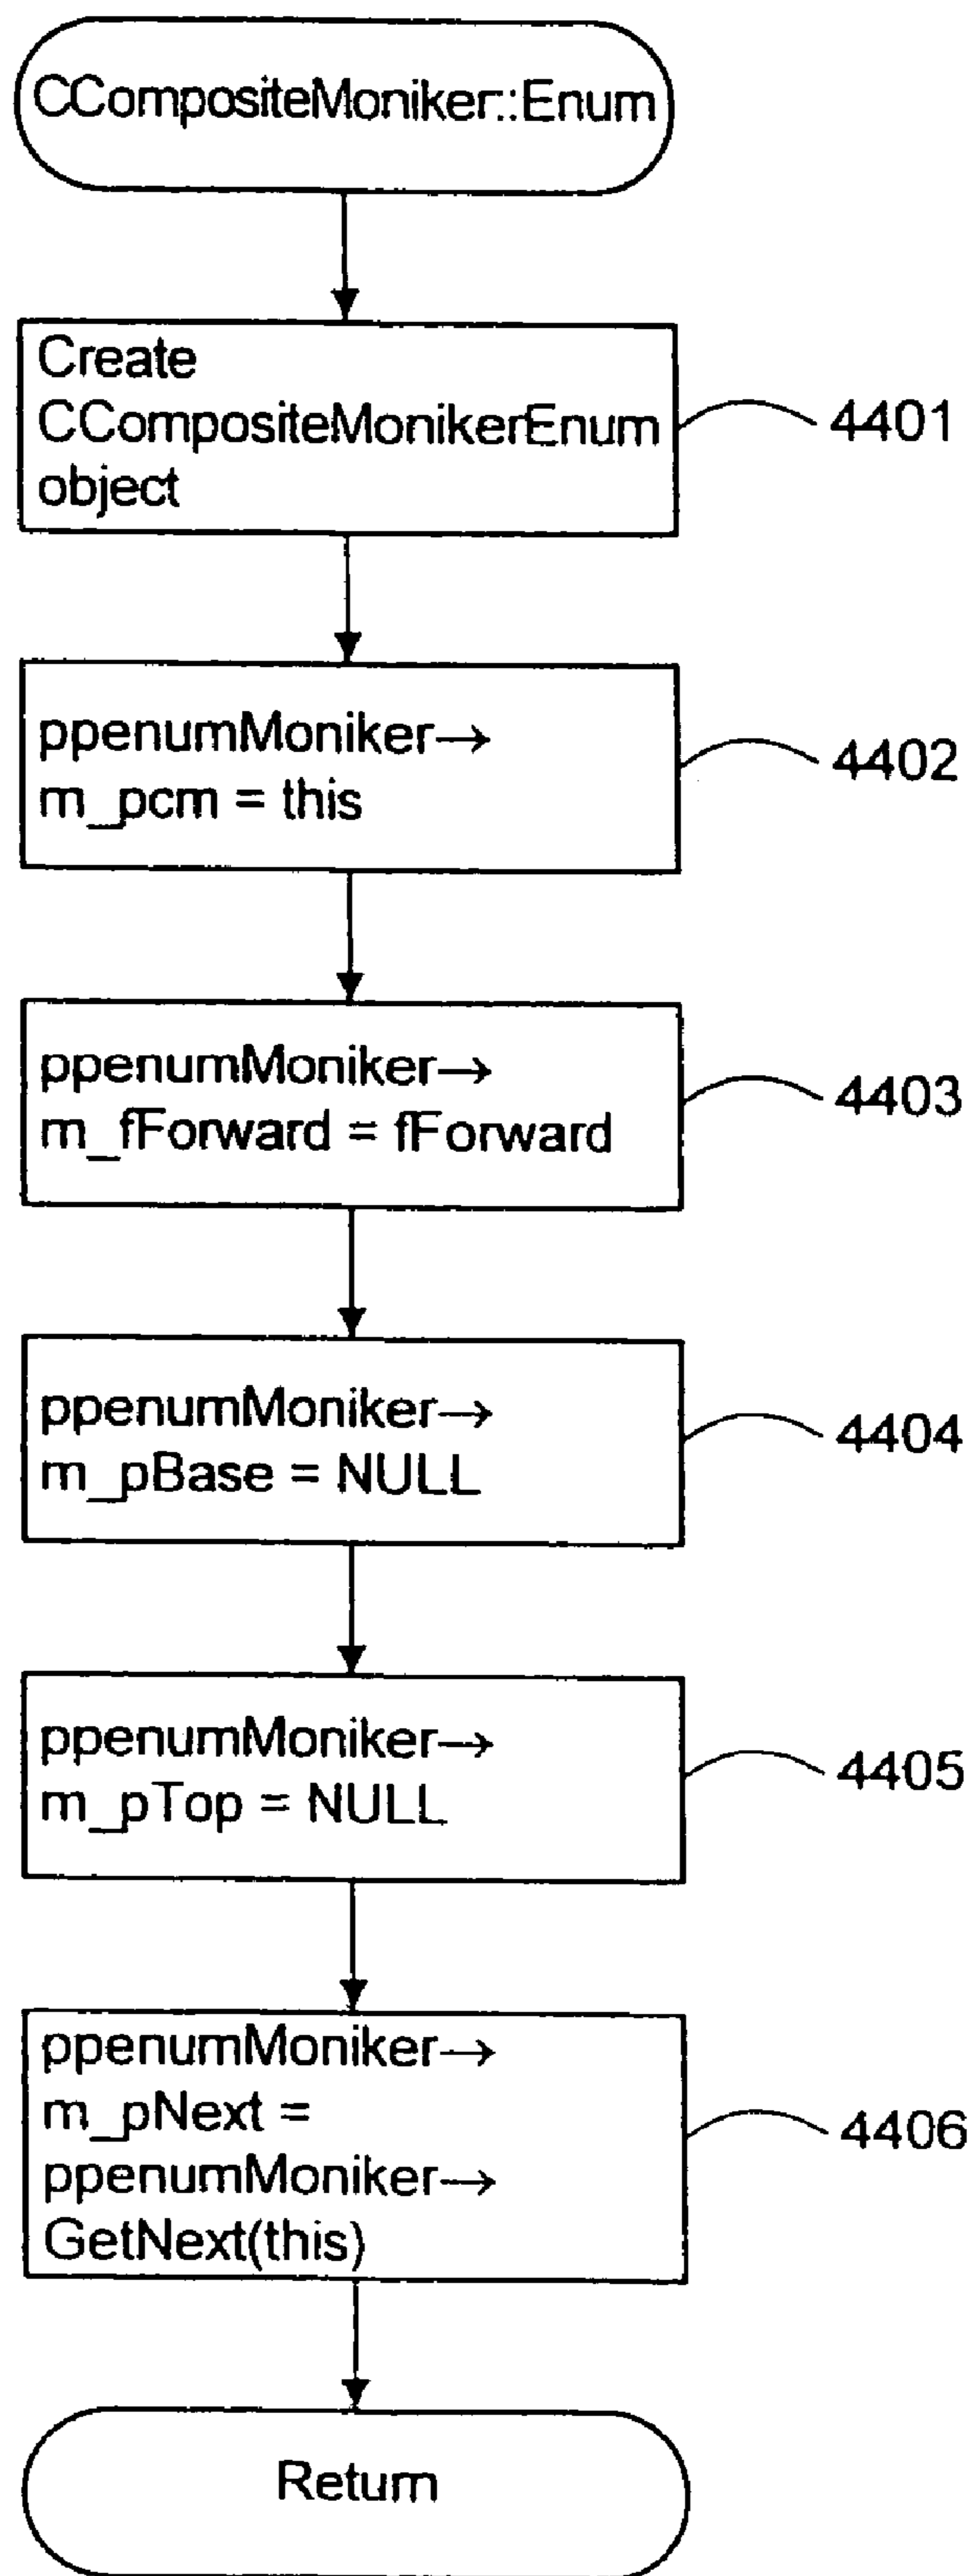 CCompositeMoniker::Enum
Create
CCompositeMonikerEnum
object
4401
ppenumMoniker→
m_pcm = this
4402
ppenumMoniker→
m_fForward = fForward
4403
ppenumMoniker→
m_pBase = NULL
4404
ppenumMoniker→
m_pTop = NULL
4405
ppenumMoniker→
m_pNext =
ppenumMoniker→
GetNext(this)
4406
Return